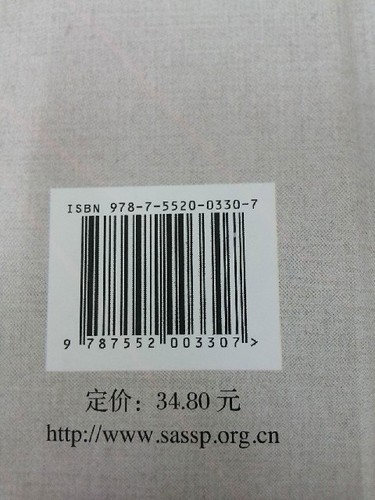 ISBN 978-7-5520-0330-7
9 787552 003307>
定价：34.80 元
http://www.sassp.org.cn